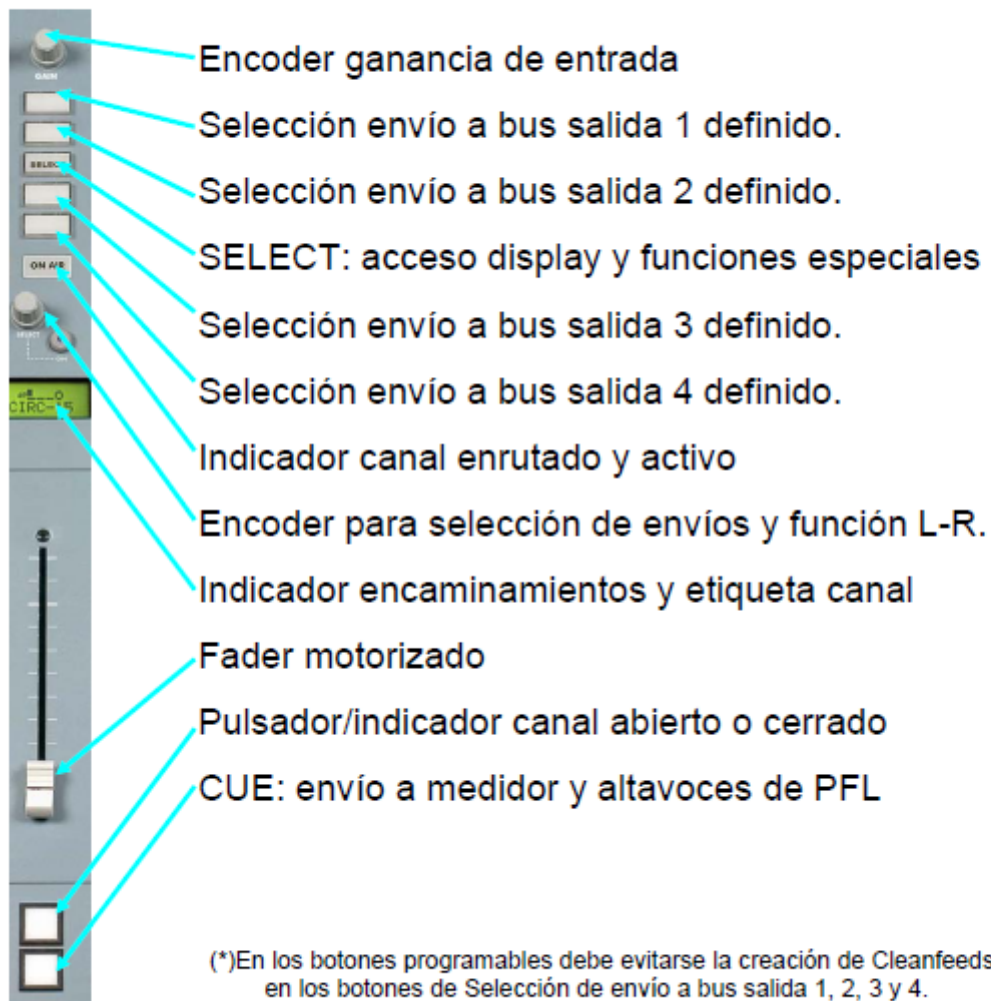 GAIN
Encoder ganancia de entrada
Selección envío a bus salida 1 definido.
Selección envío a bus salida 2 definido.
SELECT
SELECT: acceso display y funciones especiales
Selección envío a bus salida 3 definido.
ON AIR
Selección envío a bus salida 4 definido.
SELECT
CIRC-15
Indicador canal enrutado y activo
Encoder para selección de envíos y función L-R.
Indicador encaminamientos y etiqueta canal
Fader motorizado
Pulsador/indicador canal abierto o cerrado
CUE: envío a medidor y altavoces de PFL
(*)En los botones programables debe evitarse la creación de Cleanfeeds
en los botones de Selección de envío a bus salida 1, 2, 3 y 4.